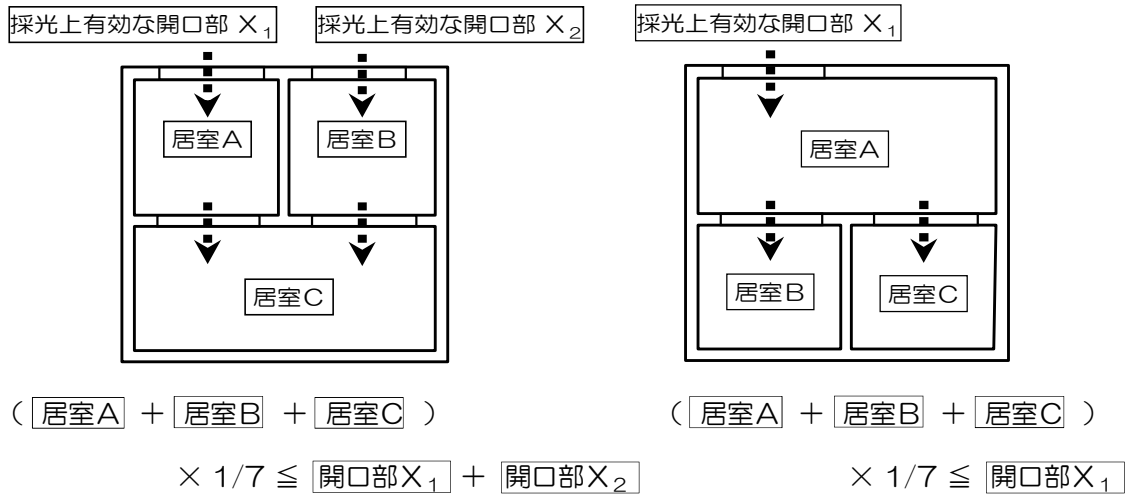 採光上有効な開口部 X₁
採光上有効な開口部 X₂
居室A
居室B
居室C
(居室A + 居室B + 居室C)
× 1/7 ≦ 開口部X₁ + 開口部X₂
採光上有効な開口部 X₁
居室A
居室B
居室C
(居室A + 居室B + 居室C)
× 1/7 ≦ 開口部X₁